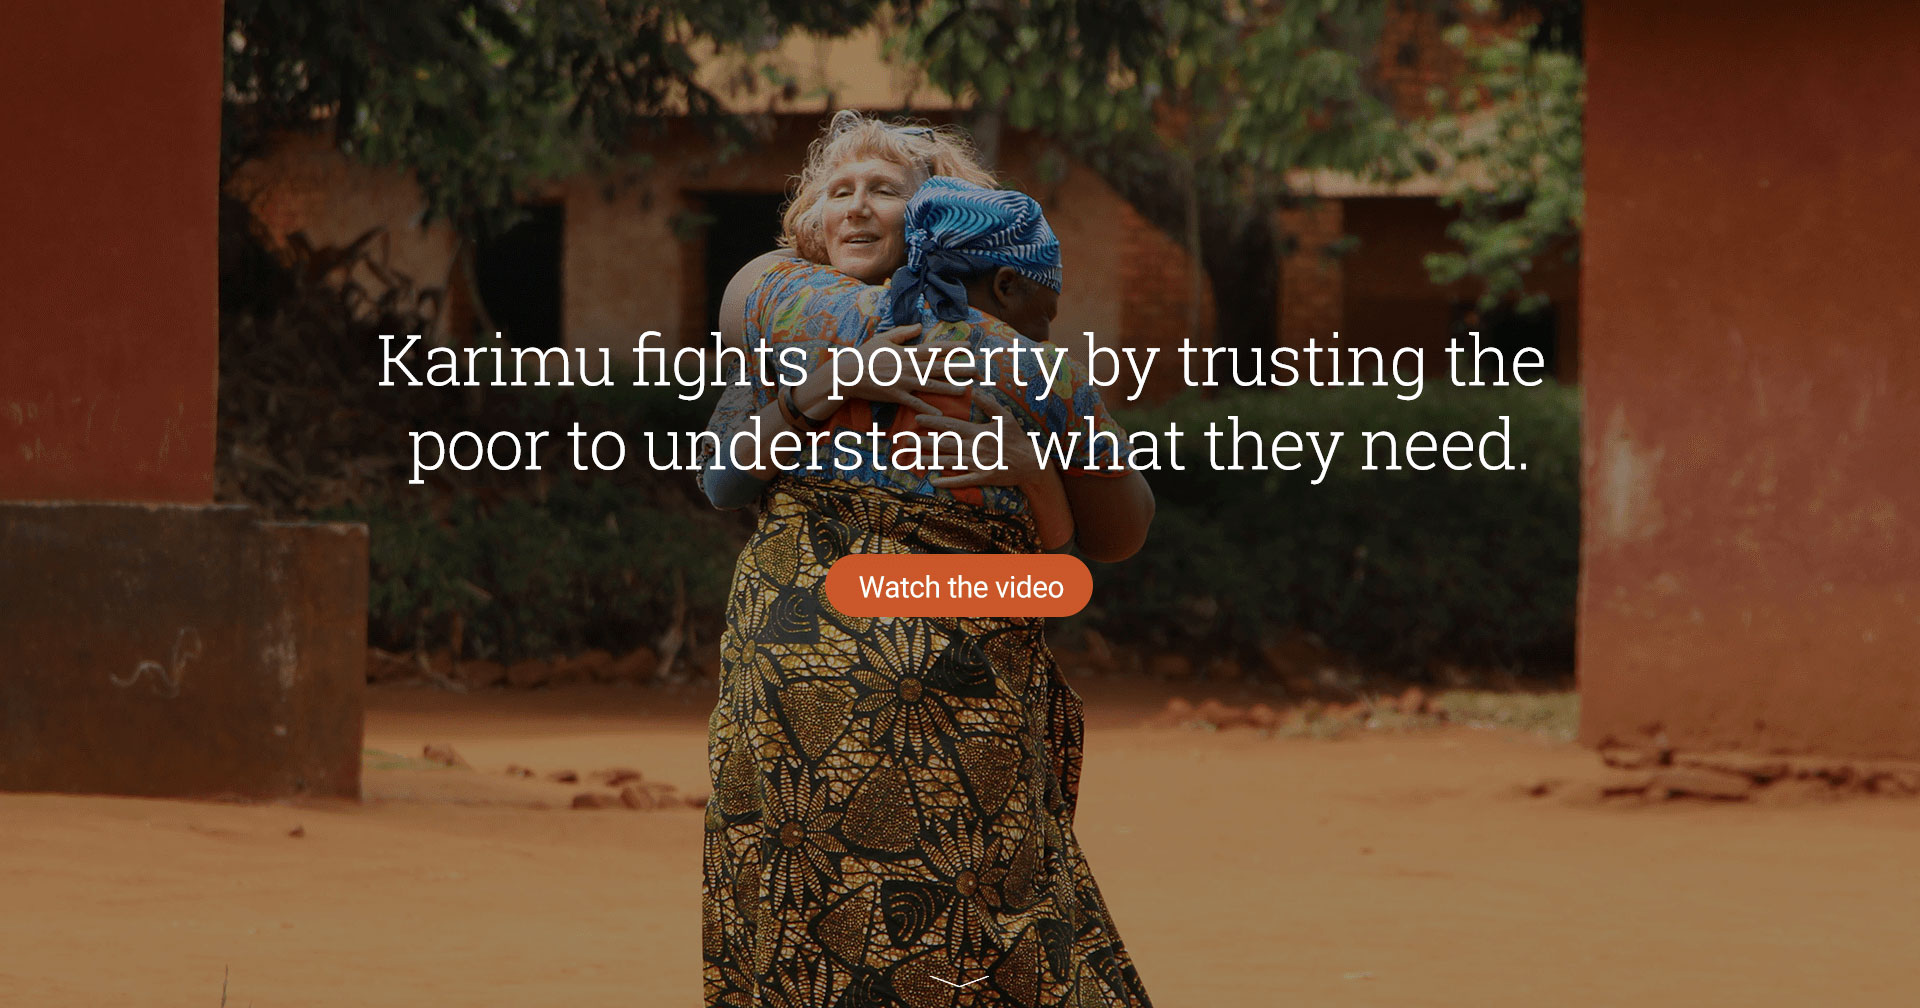 Karimu fights poverty by trusting the
poor to understand what they need.
Watch the video